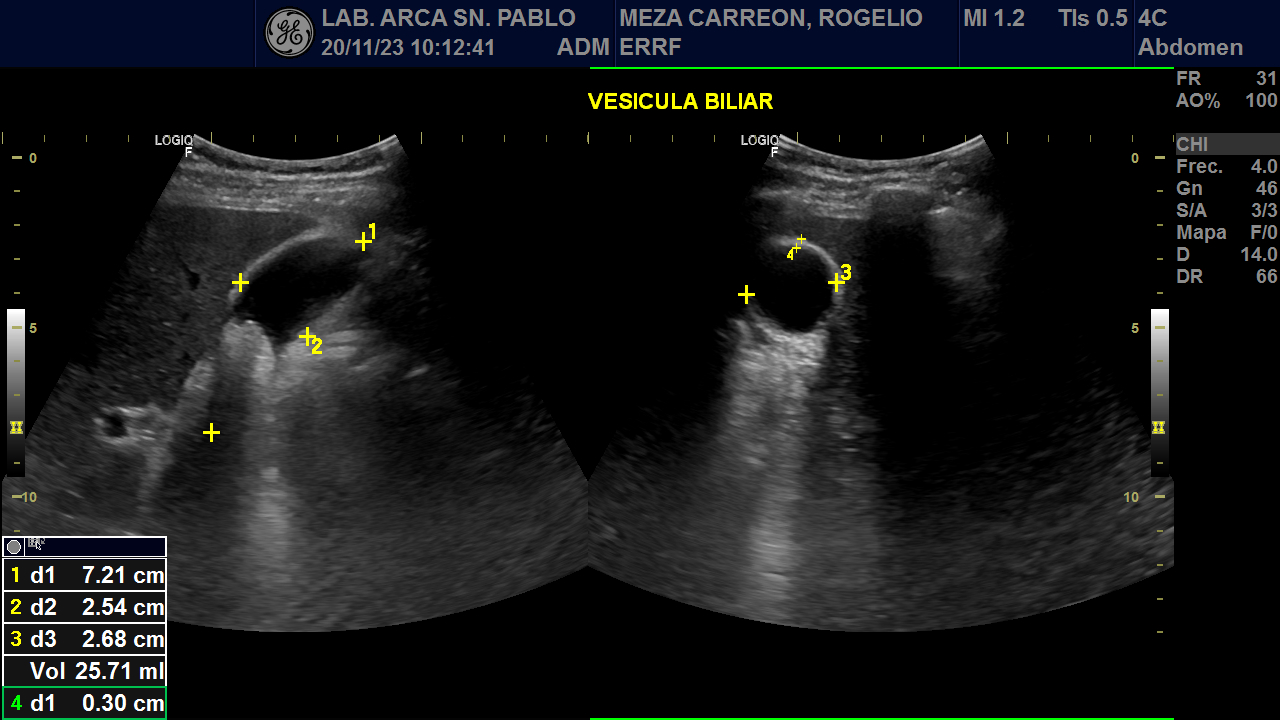 LAB. ARCA SN. PABLO
20/11/23 10:12:41 ADM
MEZA CARREON, ROGELIO
ERRF
MI 1.2 TIs 0.5
4C
Abdomen
FR 31
AO% 100
CHI
Frec. 4.0
Gn 46
S/A 3/3
Mapa F/0
D 14.0
DR 66
VESICULA BILIAR
LOGIQ
F
LOGIQ
F
0
5
10
0
5
10
1
2
3
4
1 d1 7.21 cm
2 d2 2.54 cm
3 d3 2.68 cm
Vol 25.71 ml
4 d1 0.30 cm